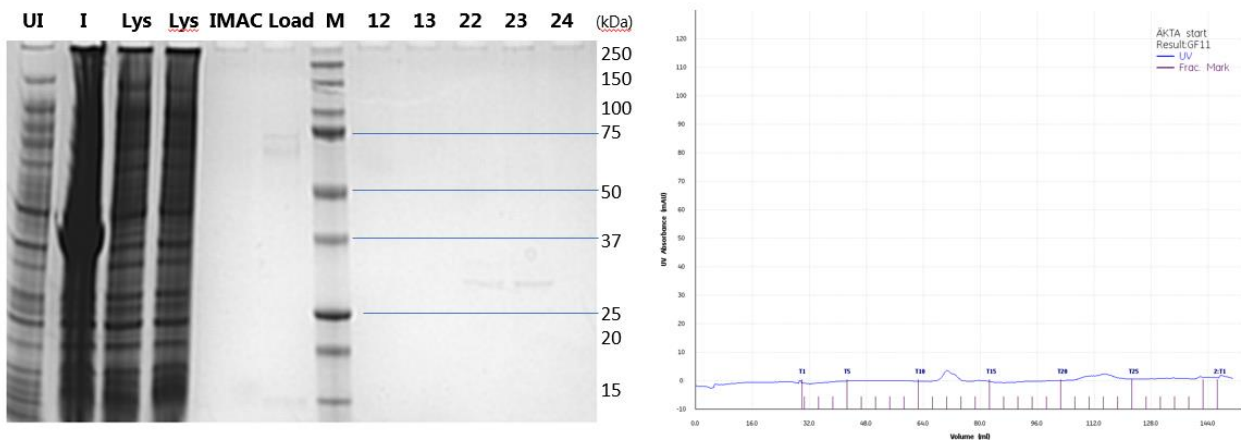 UI I Lys Lys IMAC Load M 12 13 22 23 24 (kDa)
250
150
100
75
50
37
25
20
15
ÄKTA start
Result:GF11
UV
Frac. Mark
UV Absorbance (mAU)
120
110
100
90
80
70
60
50
40
30
20
10
0
-10
T1 T5 T10 T15 T20 T25 2:T1
0.0 16.0 32.0 48.0 64.0 80.0 96.0 112.0 128.0 144.0
Volume (ml)